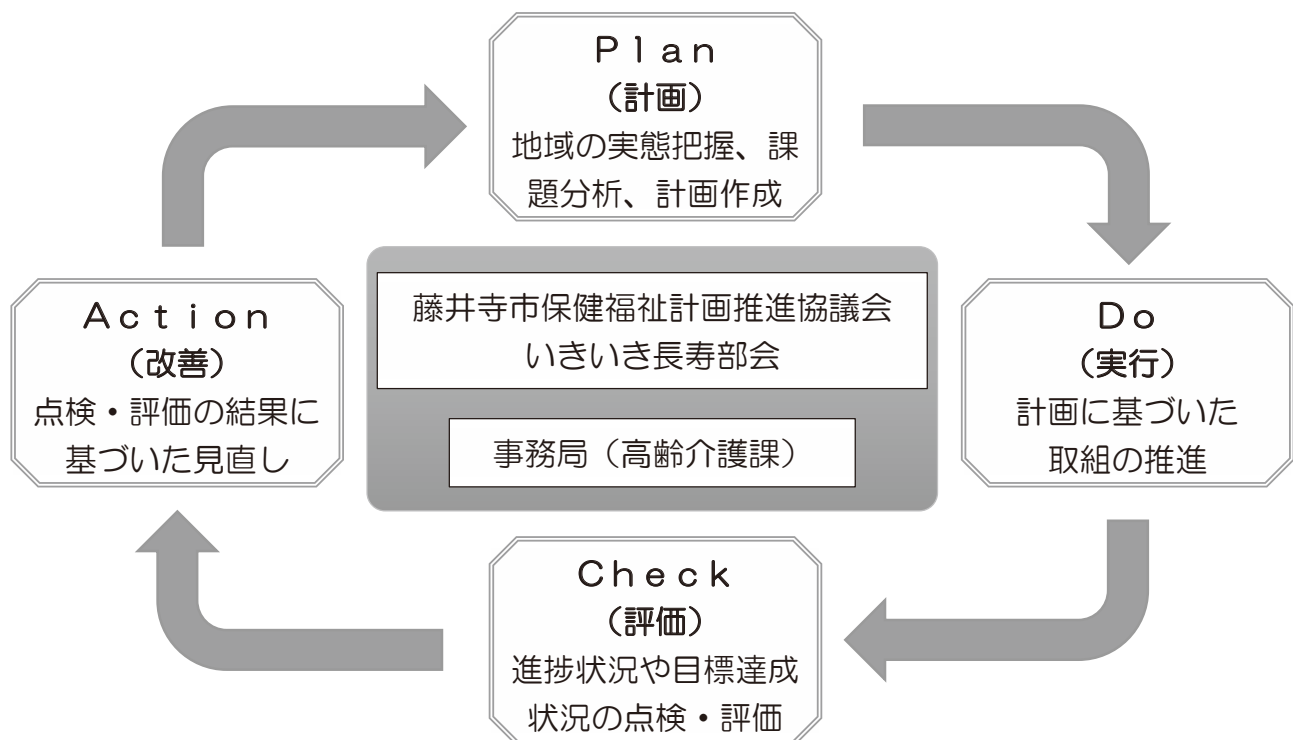 Ｐｌａｎ
（計画）
地域の実態把握、課
題分析、計画作成
Ａｃｔｉｏｎ
（改善）
点検・評価の結果に
基づいた見直し
藤井寺市保健福祉計画推進協議会
いきいき長寿部会
事務局（高齢介護課）
Ｄｏ
（実行）
計画に基づいた
取組の推進
Ｃｈｅｃｋ
（評価）
進捗状況や目標達成
状況の点検・評価